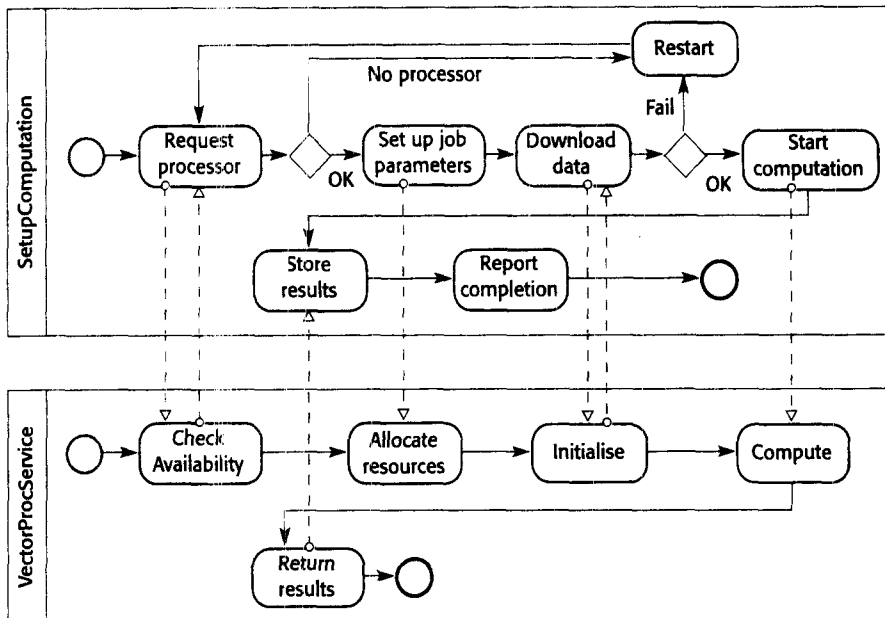 SetupComputation
Restart
No processor
Fail
Request
processor
OK
Set up job
parameters
Download
data
OK
Start
computation
Store
results
Report
completion
VectorProcService
Check
Availability
Allocate
resources
Initialise
Compute
Return
results